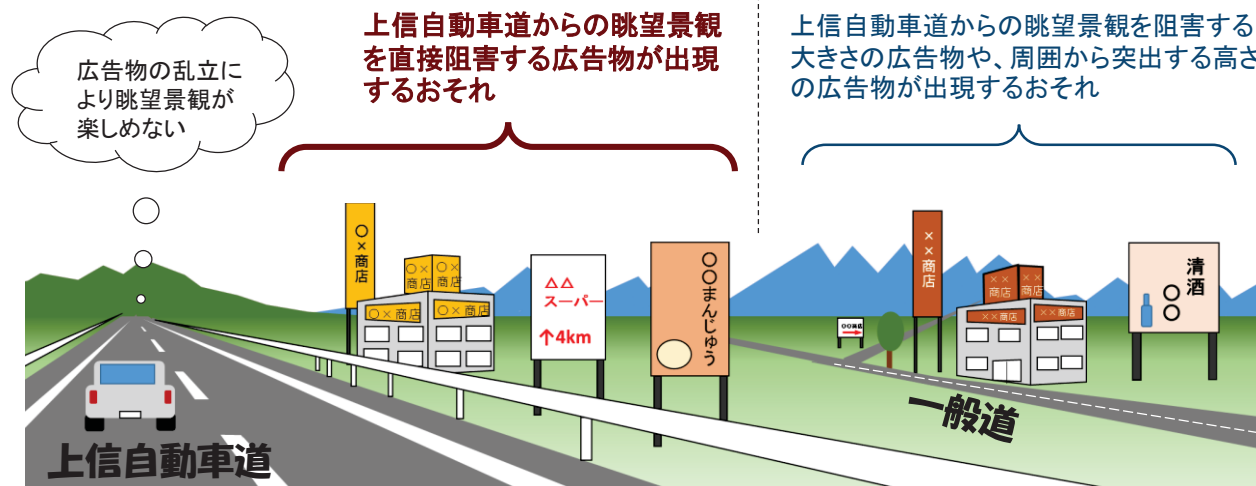 広告物の乱立に
より眺望景観が
楽しめない
上信自動車道からの眺望景観
を直接阻害する広告物が出現
するおそれ
上信自動車道からの眺望景観を阻害する
大きさの広告物や、周囲から突出する高さ
の広告物が出現するおそれ
〇×商店
〇×
商店
〇×
商店
〇×商店
〇×商店
△△
スーパー
↑4km
〇〇まんじゅう
××商店
××
商店
××
商店
××商店
××商店
〇〇商店
→
清酒
〇〇
一般道
上信自動車道